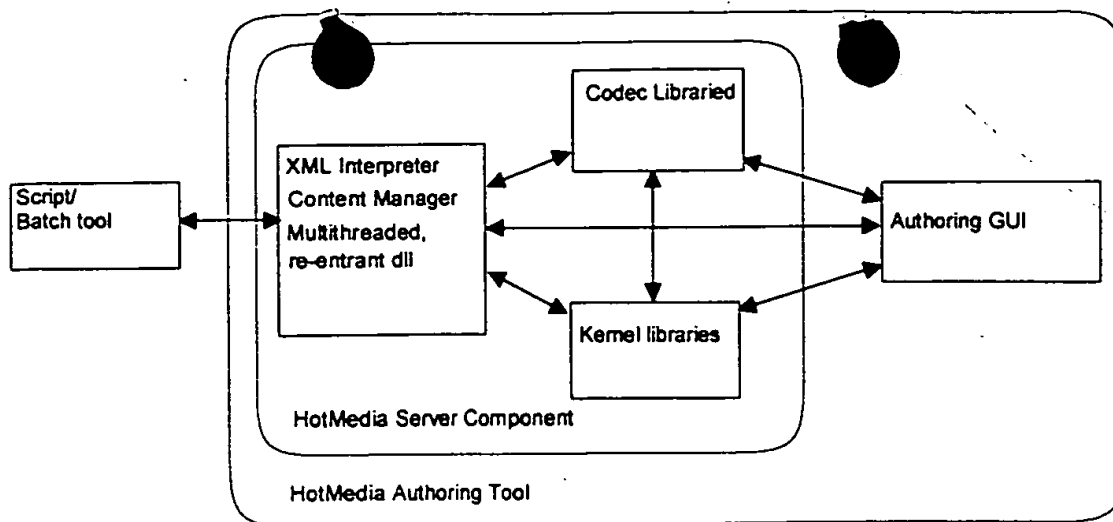 Codec Libraried
XML Interpreter
Content Manager
Multithreaded,
re-entrant dll
Script/
Batch tool
Authoring GUI
Kernel libraries
HotMedia Server Component
HotMedia Authoring Tool